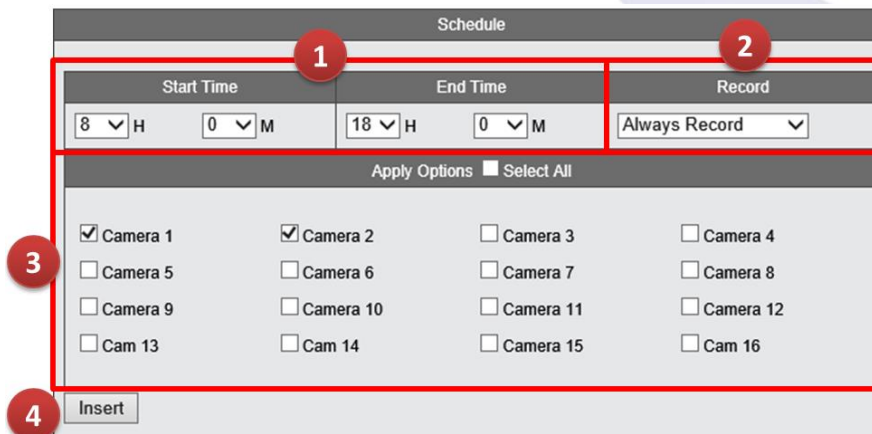 Schedule
1
2
Start Time End Time Record
8 H 0 M 18 H 0 M Always Record
Apply Options Select All
3
Camera 1 Camera 2 Camera 3 Camera 4
Camera 5 Camera 6 Camera 7 Camera 8
Camera 9 Camera 10 Camera 11 Camera 12
Cam 13 Cam 14 Camera 15 Cam 16
4 Insert